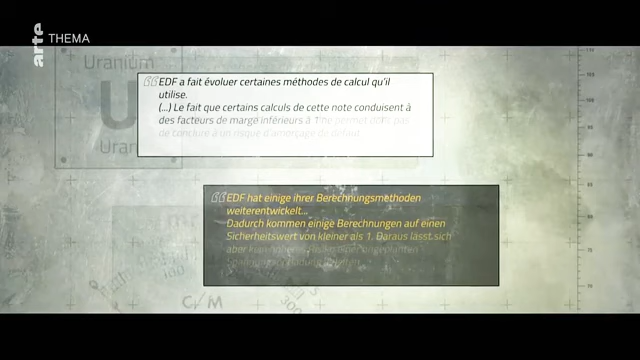 arte THEMA
Uranium
U
EDF a fait évoluer certaines méthodes de calcul qu'il
utilise.
(...) Le fait que certains calculs de cette note conduisent à
des facteurs de marge inférieurs à 1 ne permet donc pas
de conclure à un risque d'amorçage de défaut
EDF hat einige ihrer Berechnungsmethoden
weiterentwickelt...
Dadurch kommen einige Berechnungen auf einen
Sicherheitswert von kleiner als 1. Daraus lässt sich
C/M
300